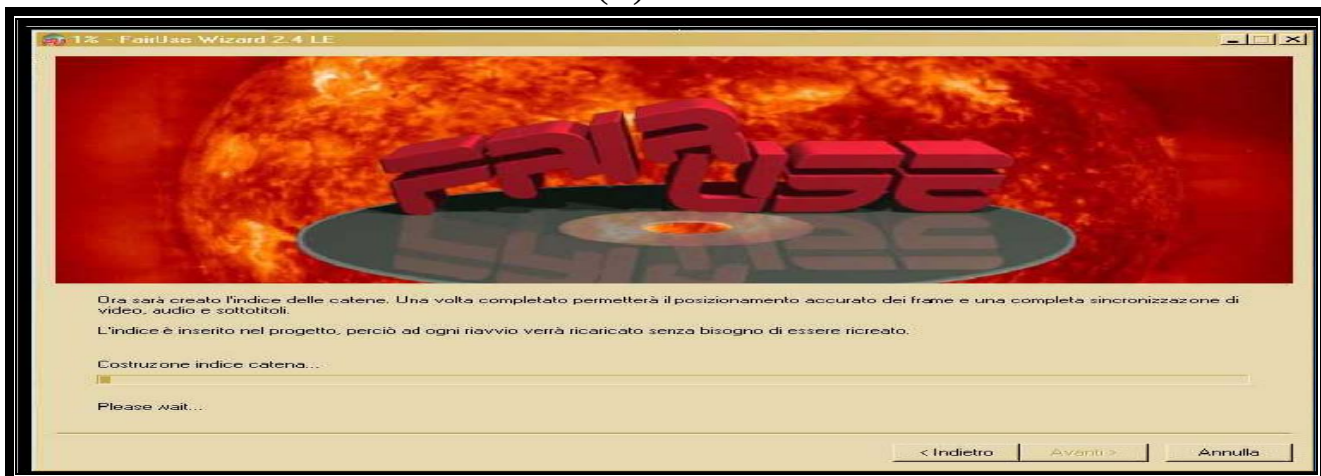 1% - FairUse Wizard 2.4 LE
FAIR USE
Ora sarà creato l'indice delle catene. Una volta completato permetterà il posizionamento accurato dei frame e una completa sincronizzazone di
video, audio e sottotitoli.
L'indice è inserito nel progetto, perciò ad ogni riavvio verrà ricaricato senza bisogno di essere ricreato.
Costruzone indice catena...
Please wait...
< Indietro Avanti > Annulla